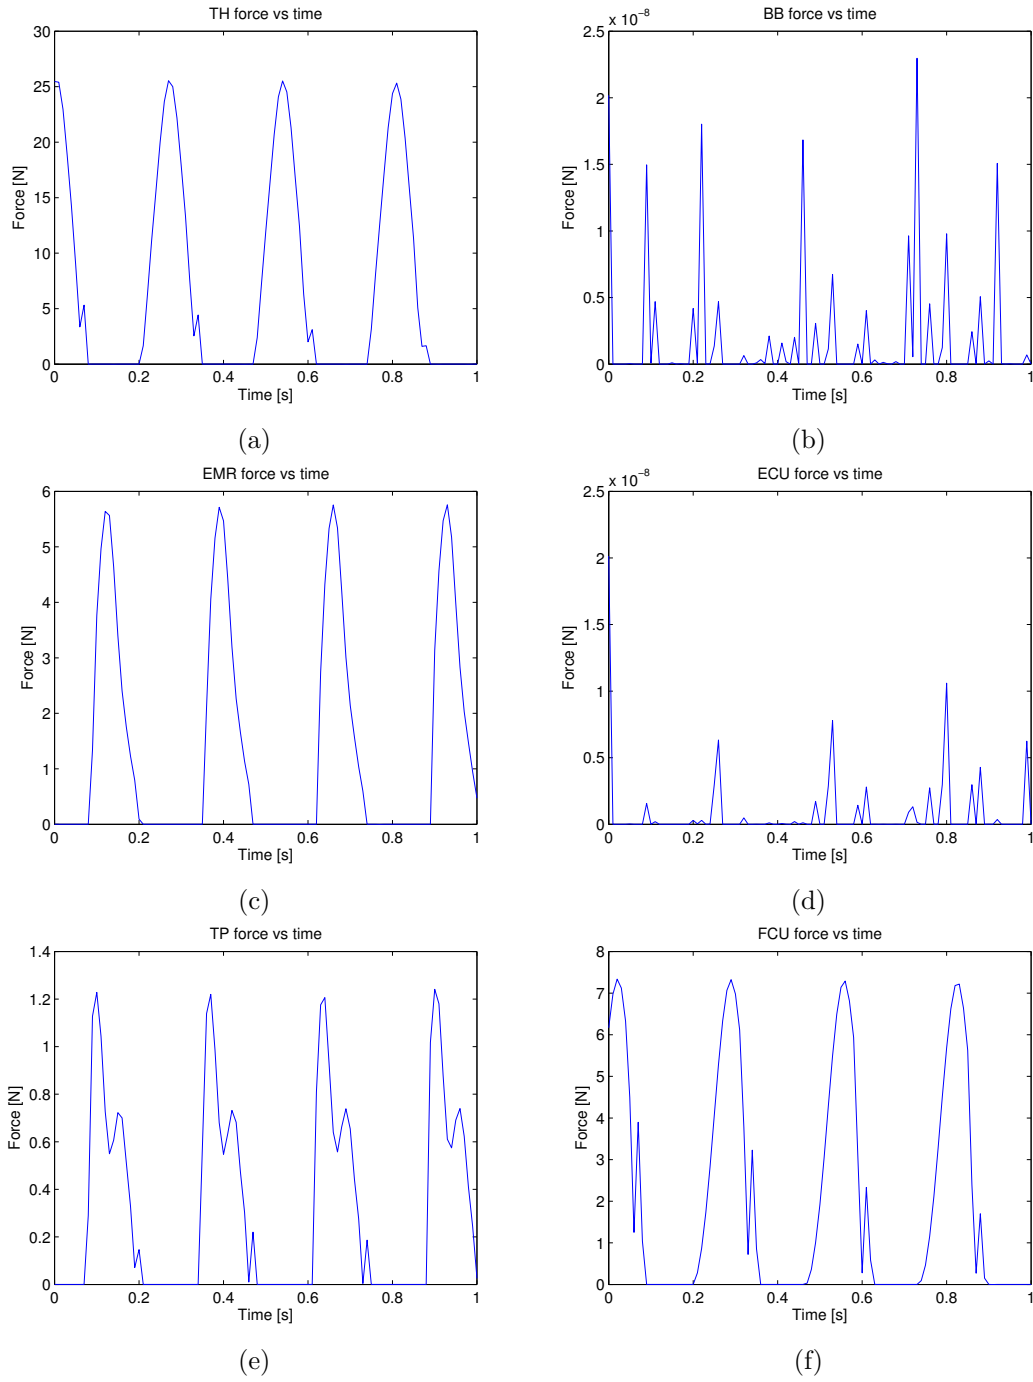 TH force vs time
30
25
20
15
10
5
0
Force [N]
0 0.2 0.4 0.6 0.8 1
Time [s]
(a)
BB force vs time
x 10⁻⁸
2.5
2
1.5
1
0.5
0
Force [N]
0 0.2 0.4 0.6 0.8 1
Time [s]
(b)
EMR force vs time
6
5
4
3
2
1
0
Force [N]
0 0.2 0.4 0.6 0.8 1
Time [s]
(c)
ECU force vs time
x 10⁻⁸
2.5
2
1.5
1
0.5
0
Force [N]
0 0.2 0.4 0.6 0.8 1
Time [s]
(d)
TP force vs time
1.4
1.2
1
0.8
0.6
0.4
0.2
0
Force [N]
0 0.2 0.4 0.6 0.8 1
Time [s]
(e)
FCU force vs time
8
7
6
5
4
3
2
1
0
Force [N]
0 0.2 0.4 0.6 0.8 1
Time [s]
(f)